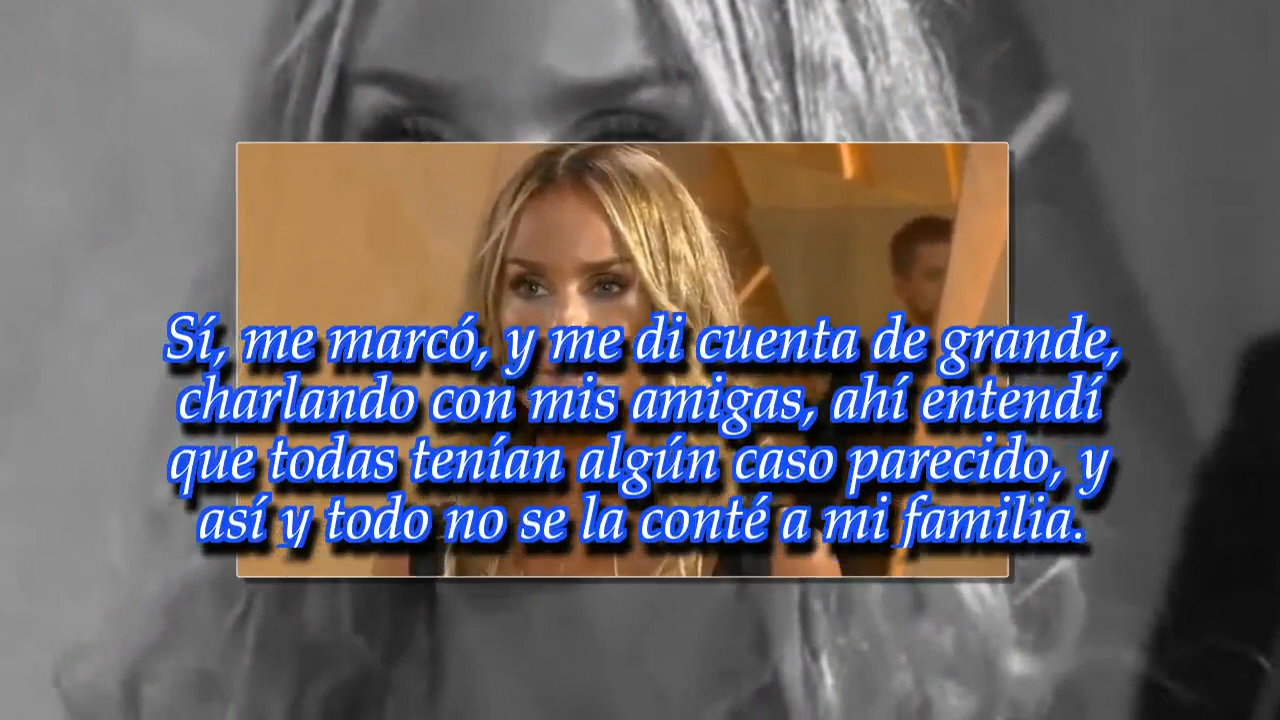 Sí, me marcó, y me di cuenta de grande,
charlando con mis amigas, ahí entendí
que todas tenían algún caso parecido, y
así y todo no se la conté a mi familia.